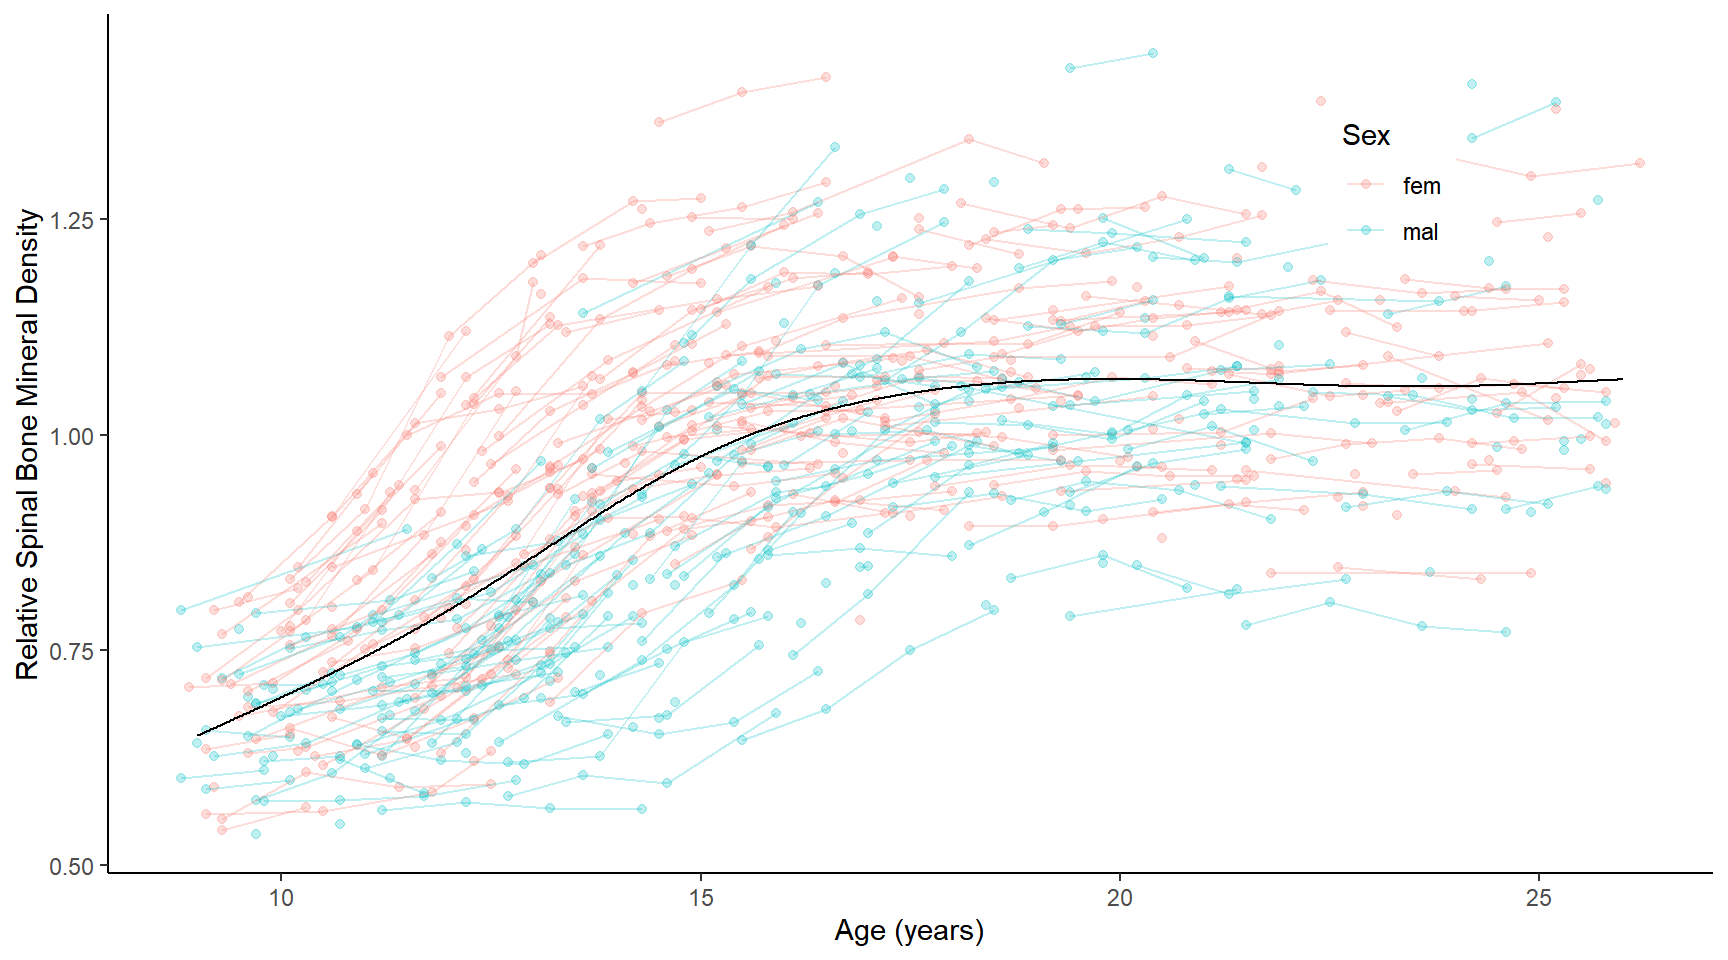 Relative Spinal Bone Mineral Density
1.25
1.00
0.75
0.50
Sex
fem
mal
10 15 20 25
Age (years)